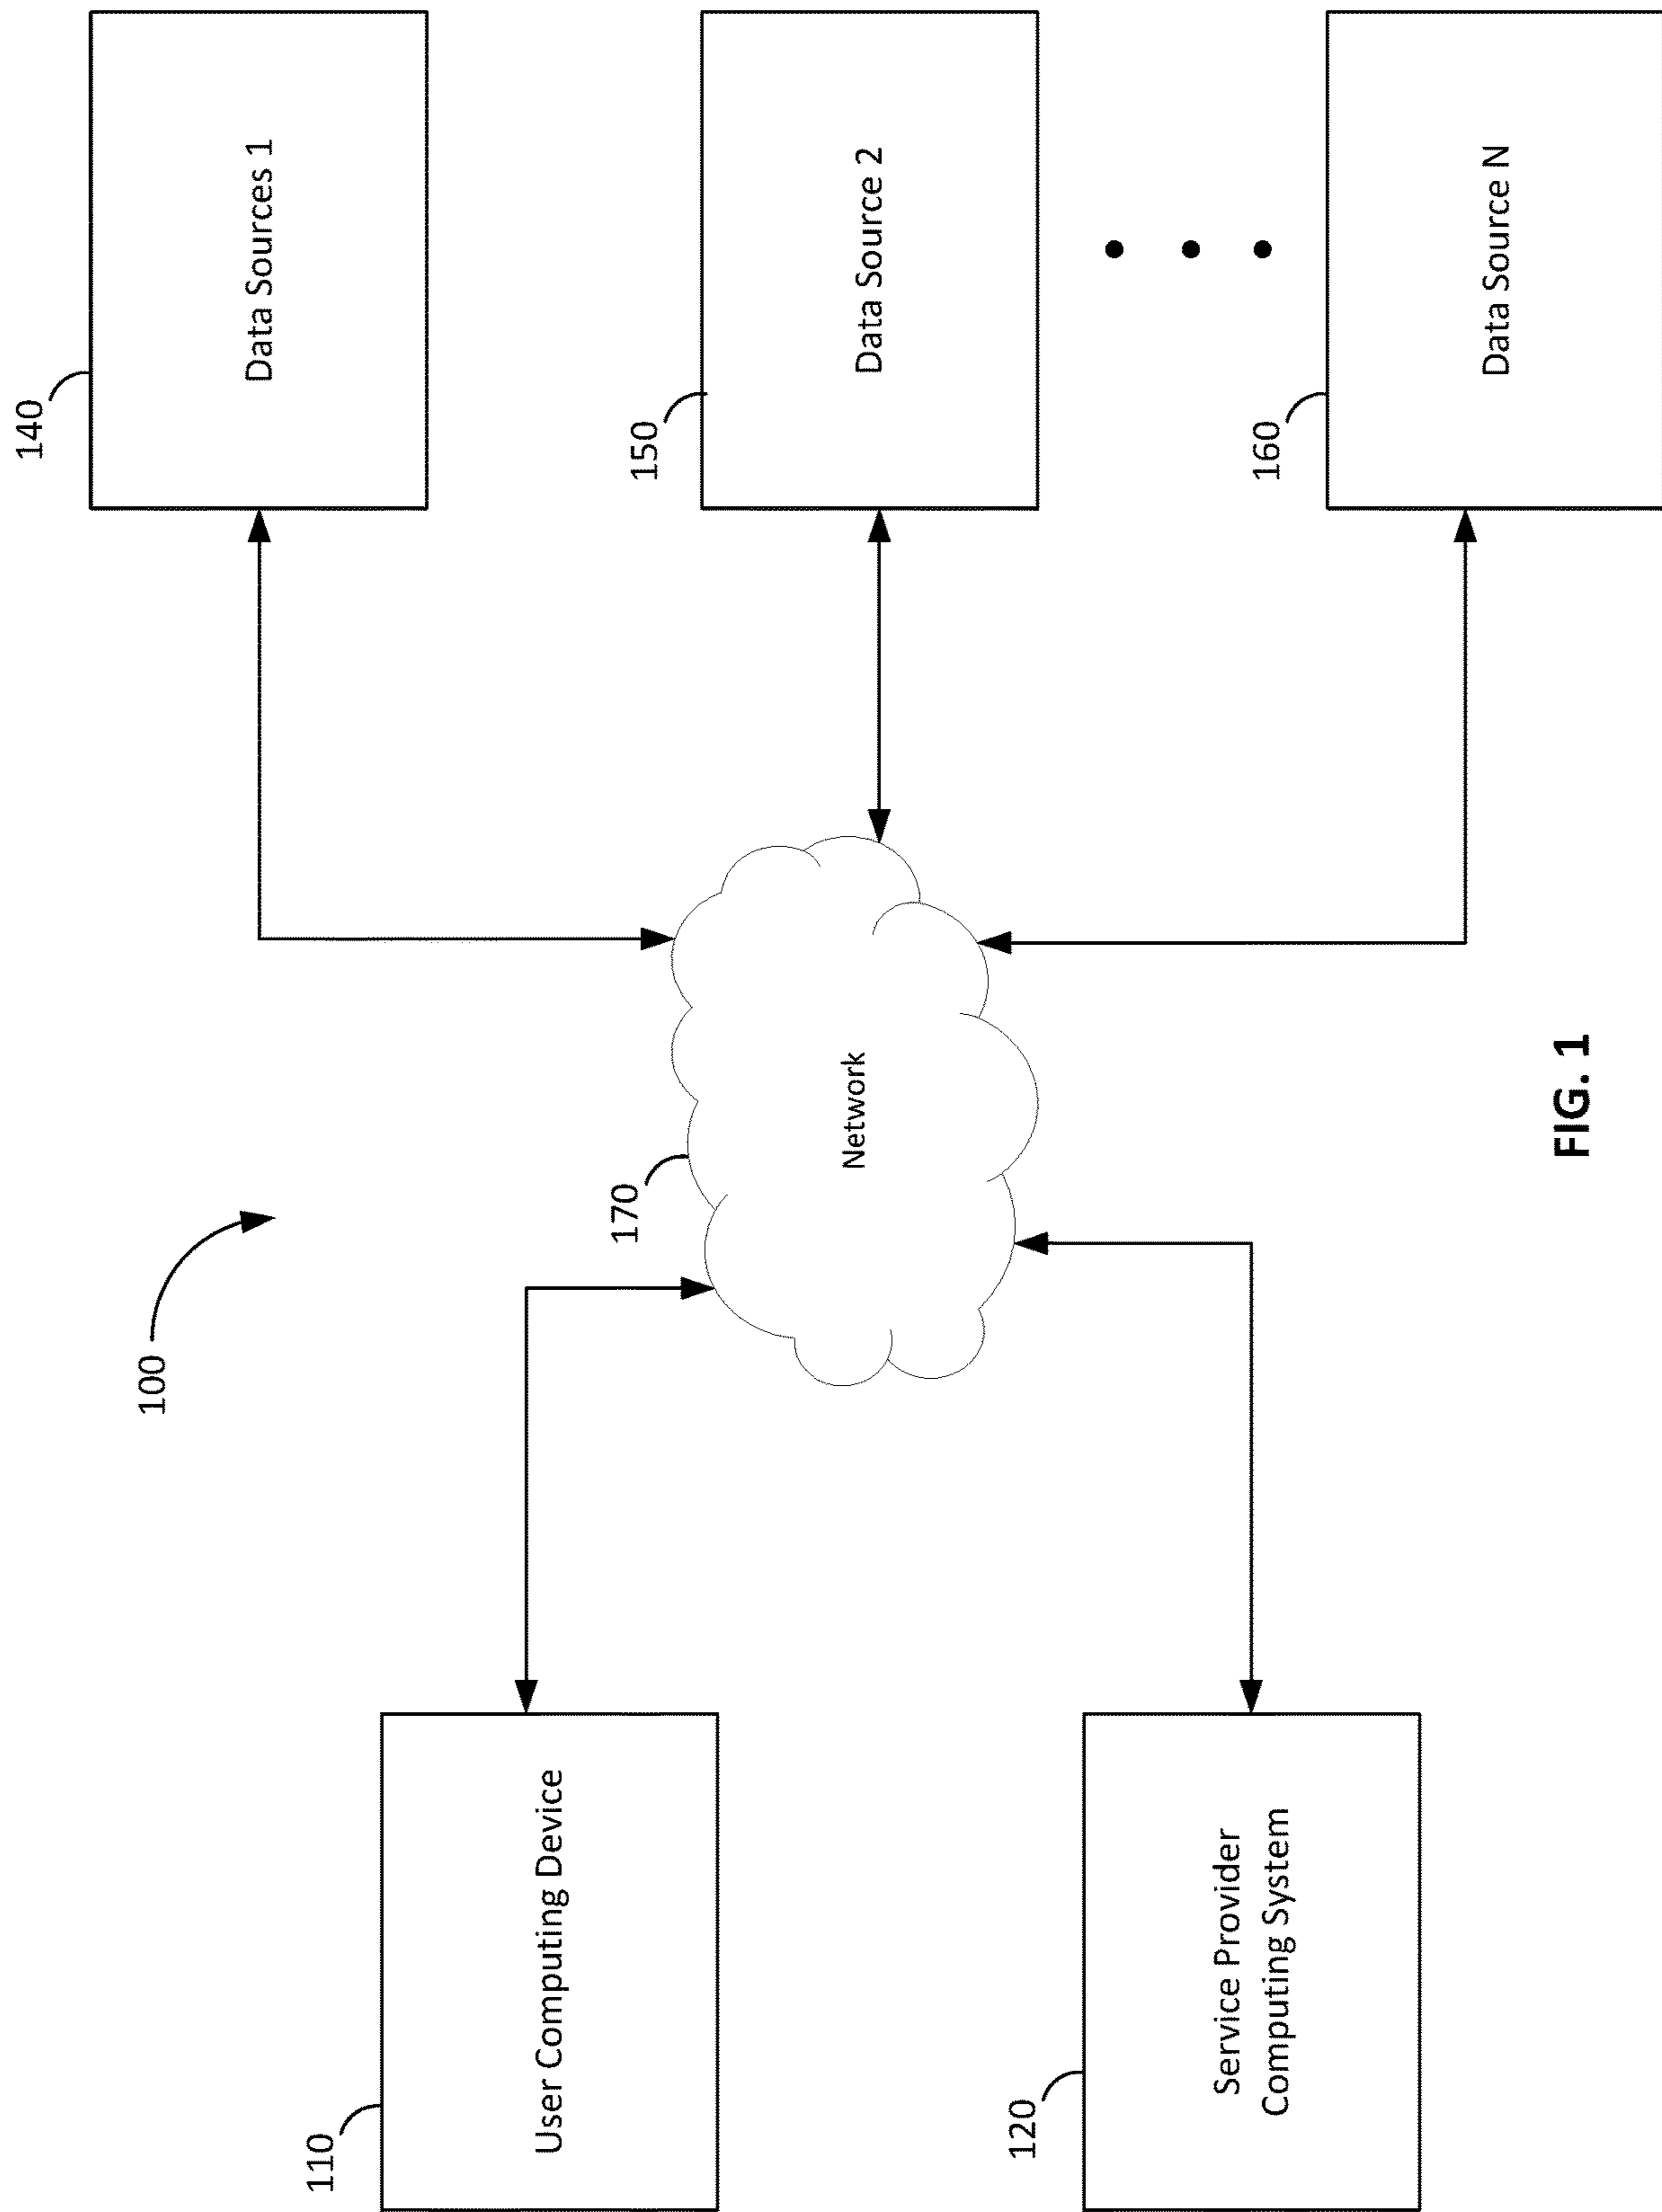 100
110
User Computing Device
120
Service Provider
Computing System
170
Network
140
Data Sources 1
150
Data Source 2
160
Data Source N
FIG. 1